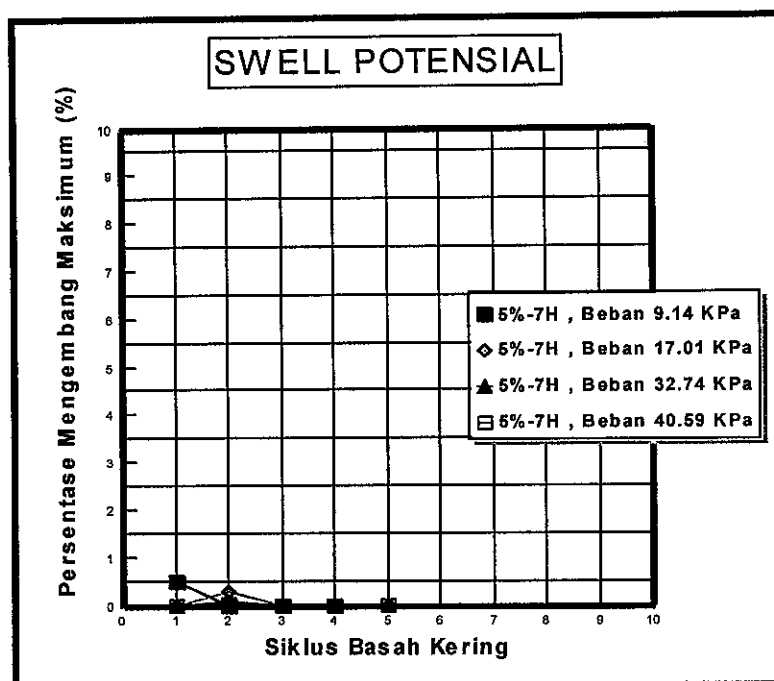 SWELL POTENSIAL
Persentase Mengembang Maksimum (%)
10
9
8
7
6
5
4
3
2
1
0
0 1 2 3 4 5 6 7 8 9 10
Siklus Basah Kering
5%-7H , Beban 9.14 KPa
5%-7H , Beban 17.01 KPa
5%-7H , Beban 32.74 KPa
5%-7H , Beban 40.59 KPa